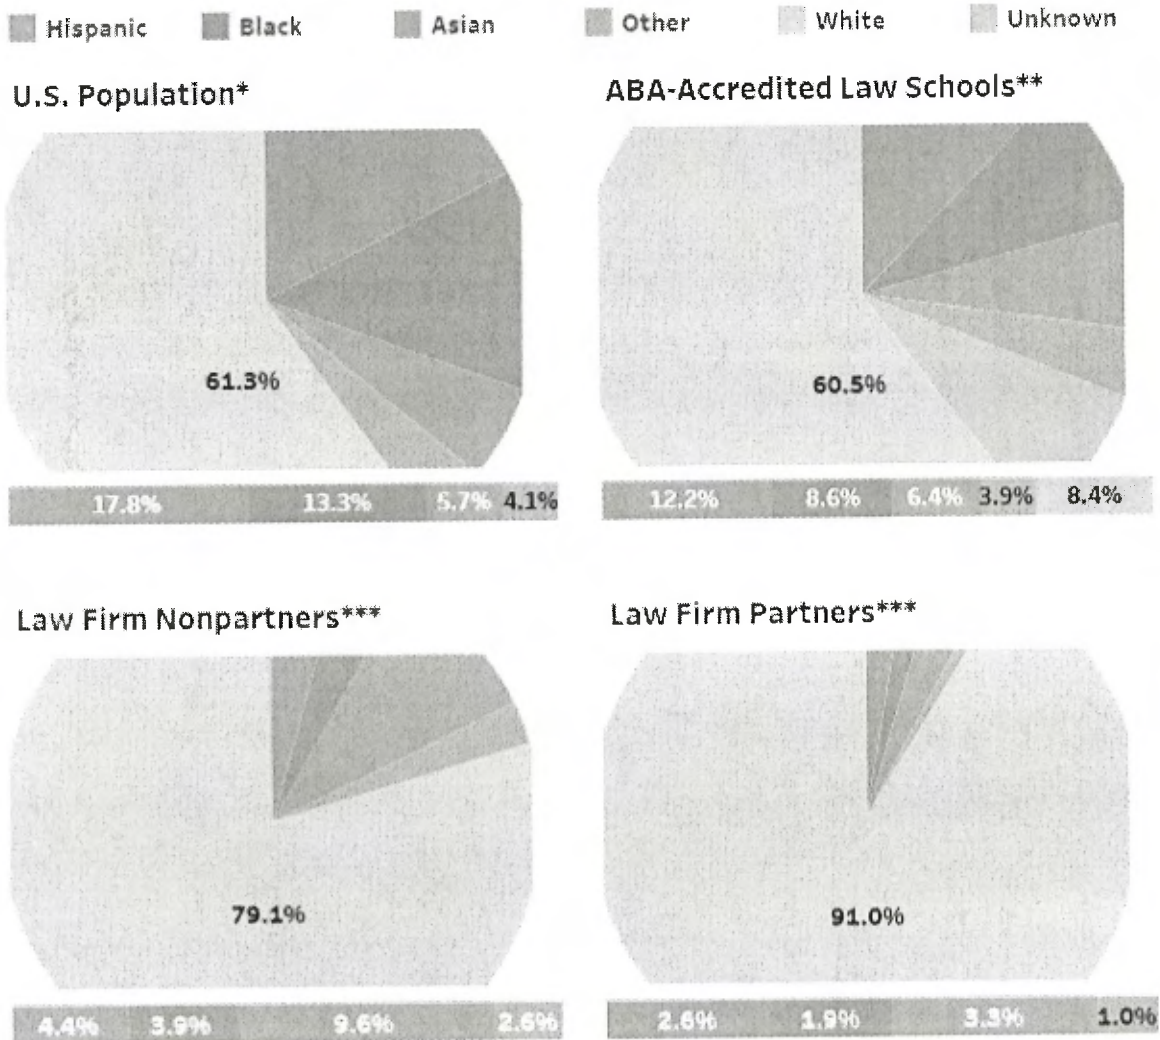 Hispanic Black Asian Other White Unknown
U.S. Population*
61.3%
17.8% 13.3% 5.7% 4.1%
ABA-Accredited Law Schools**
60.5%
12.2% 8.6% 6.4% 3.9% 8.4%
Law Firm Nonpartners***
79.1%
4.4% 3.9% 9.6% 2.6%
Law Firm Partners***
91.0%
2.6% 1.9% 3.3% 1.0%